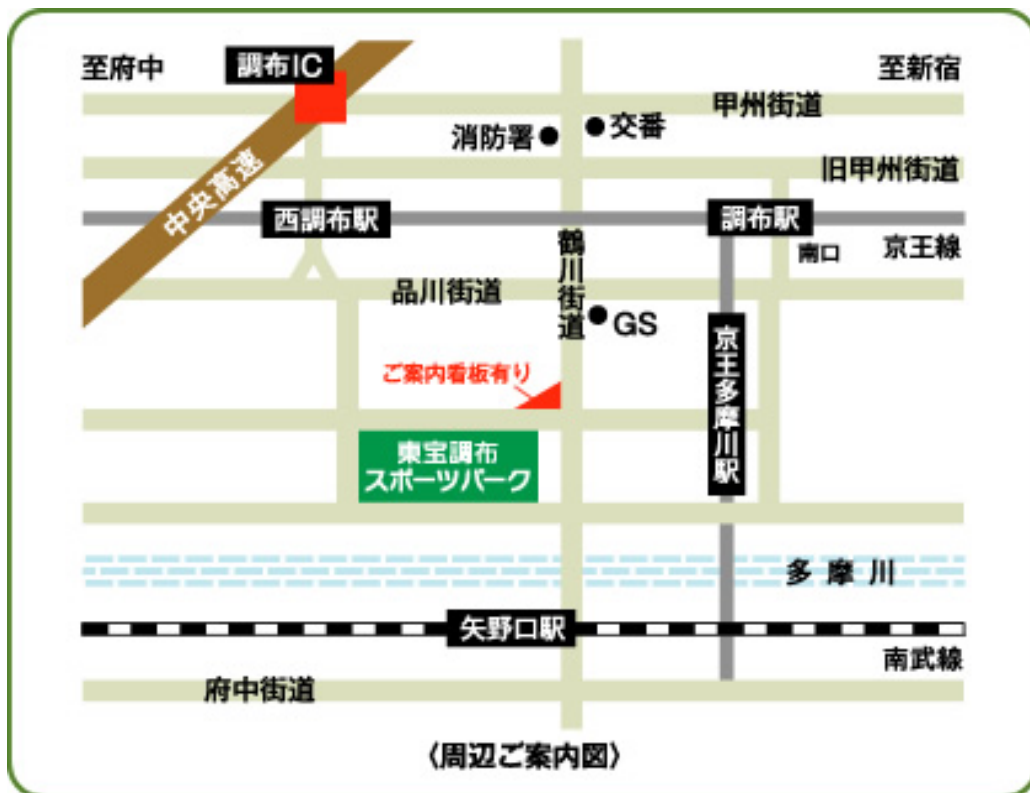 至府中
調布IC
至新宿
甲州街道
消防署
交番
旧甲州街道
中央高速
西調布駅
調布駅
南口
京王線
鶴川街道
品川街道
GS
京王多摩川駅
ご案内看板有り
東宝調布
スポーツパーク
多摩川
矢野口駅
南武線
府中街道
〈周辺ご案内図〉